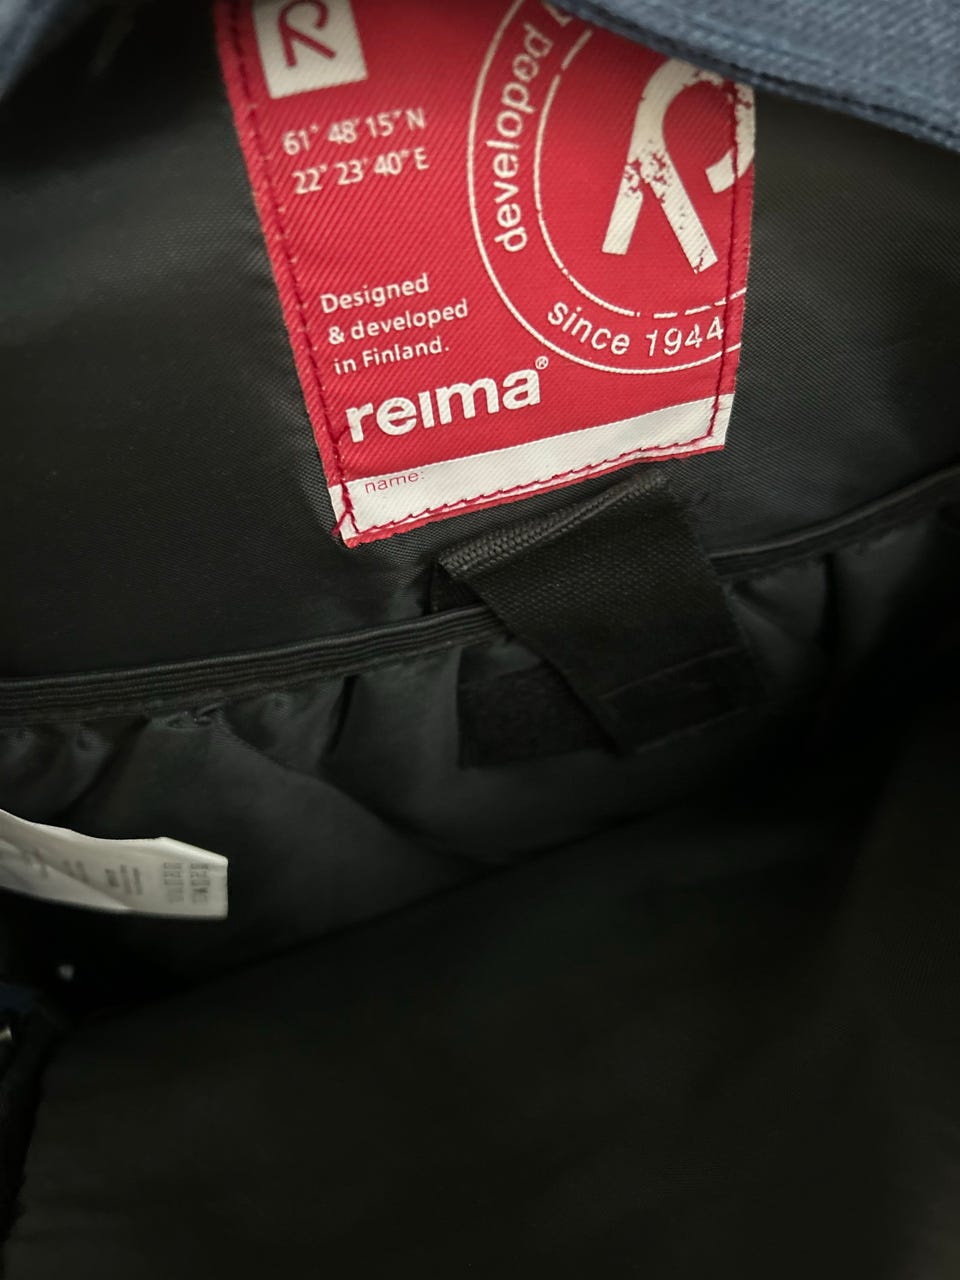 61° 48' 15" N
22° 23' 40" E
developed
since 1944
Designed
& developed
in Finland.
reima®
name: